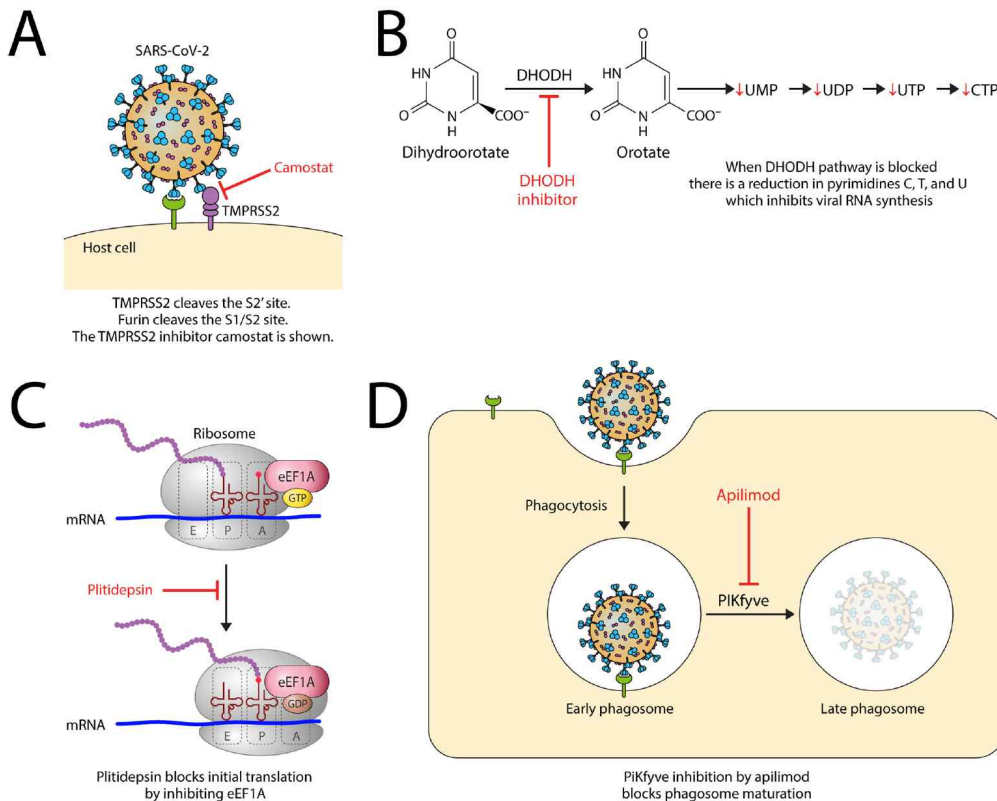 A
SARS-CoV-2
Camostat
TMPRSS2
Host cell
TMPRSS2 cleaves the S2' site.
Furin cleaves the S1/S2 site.
The TMPRSS2 inhibitor camostat is shown.
B
O
NH
O
N
H
COO⁻
Dihydroorotate
DHODH
DHODH
inhibitor
O
NH
O
N
H
COO⁻
Orotate
↓UMP
↓UDP
↓UTP
↓CTP
When DHODH pathway is blocked
there is a reduction in pyrimidines C, T, and U
which inhibits viral RNA synthesis
C
Ribosome
eEF1A
GTP
mRNA
E P A
Plitidepsin
eEF1A
GDP
mRNA
E P A
Plitidepsin blocks initial translation
by inhibiting eEF1A
D
Phagocytosis
Apilimod
PIKfyve
Early phagosome
Late phagosome
PiKfyve inhibition by apilimod
blocks phagosome maturation